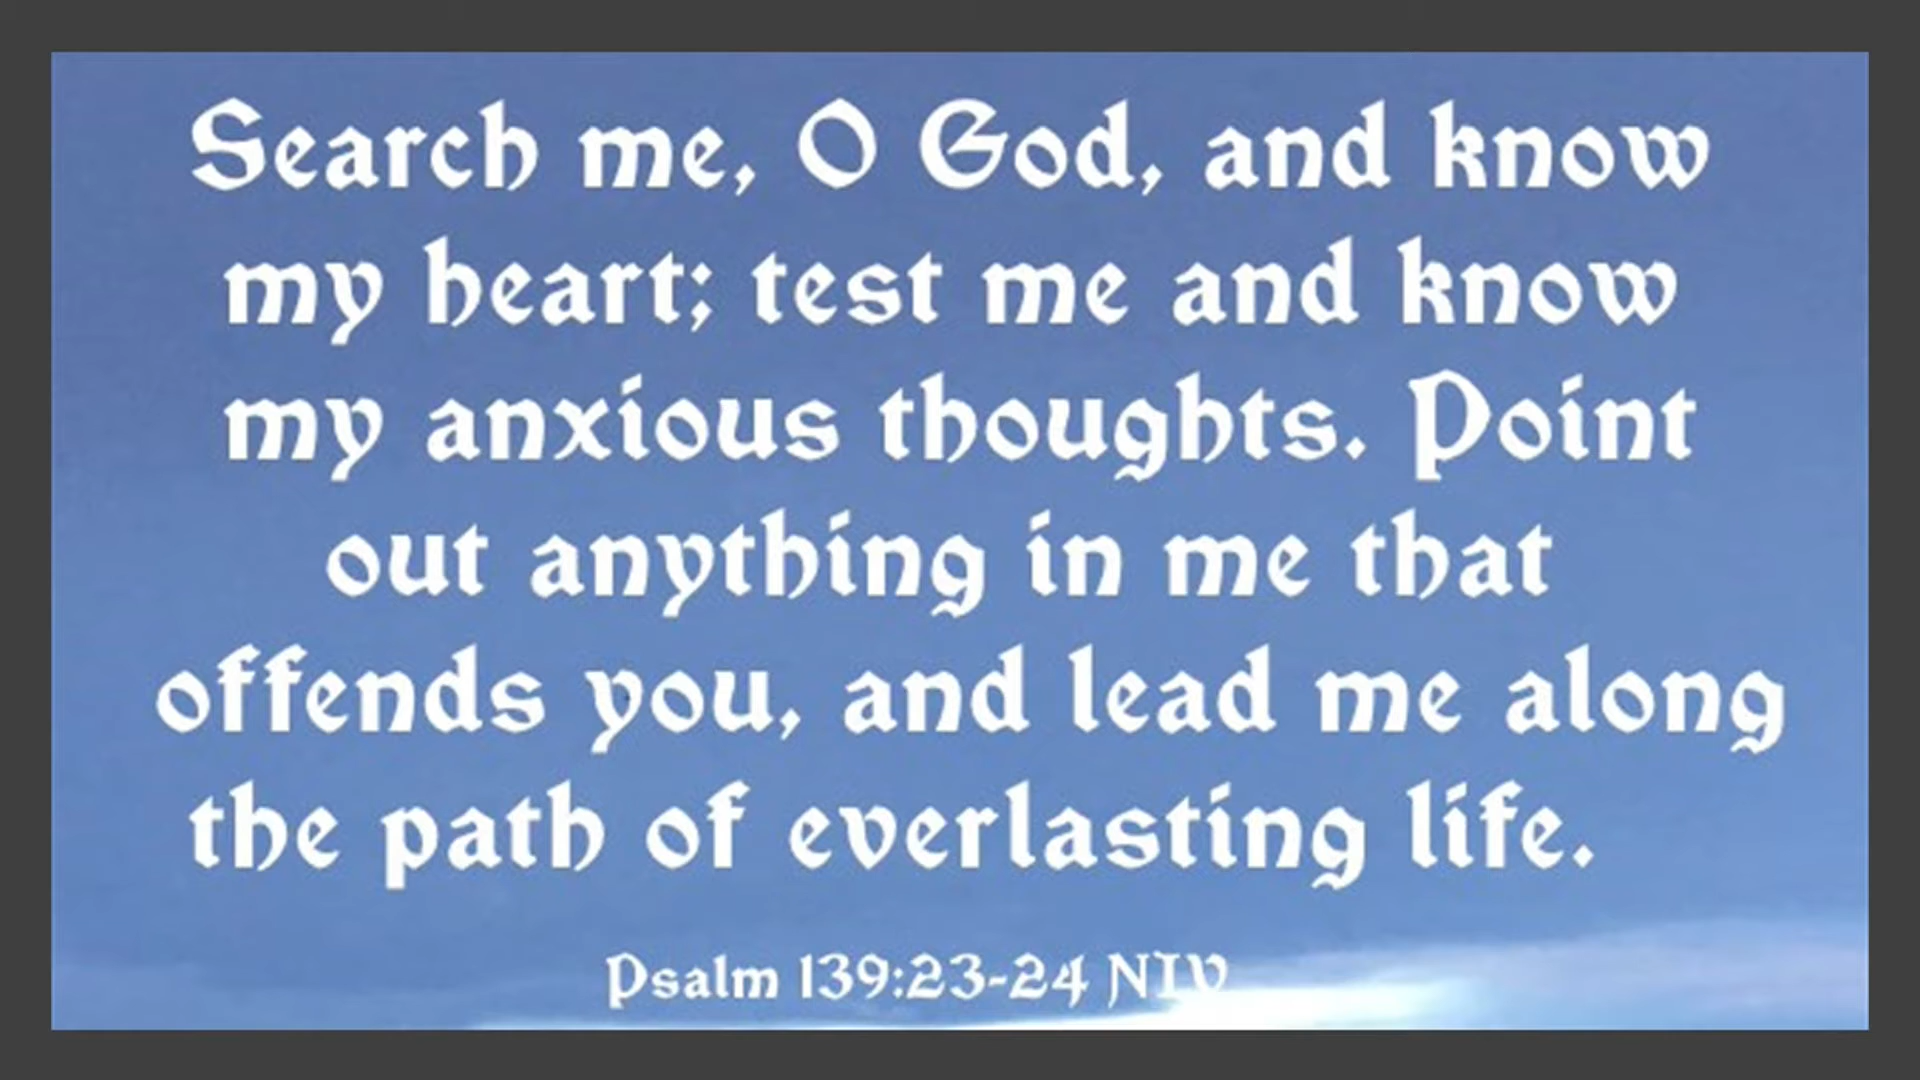 Search me, O God, and know
my heart; test me and know
my anxious thoughts. Point
out anything in me that
offends you, and lead me along
the path of everlasting life.
Psalm 139:23-24 NIV